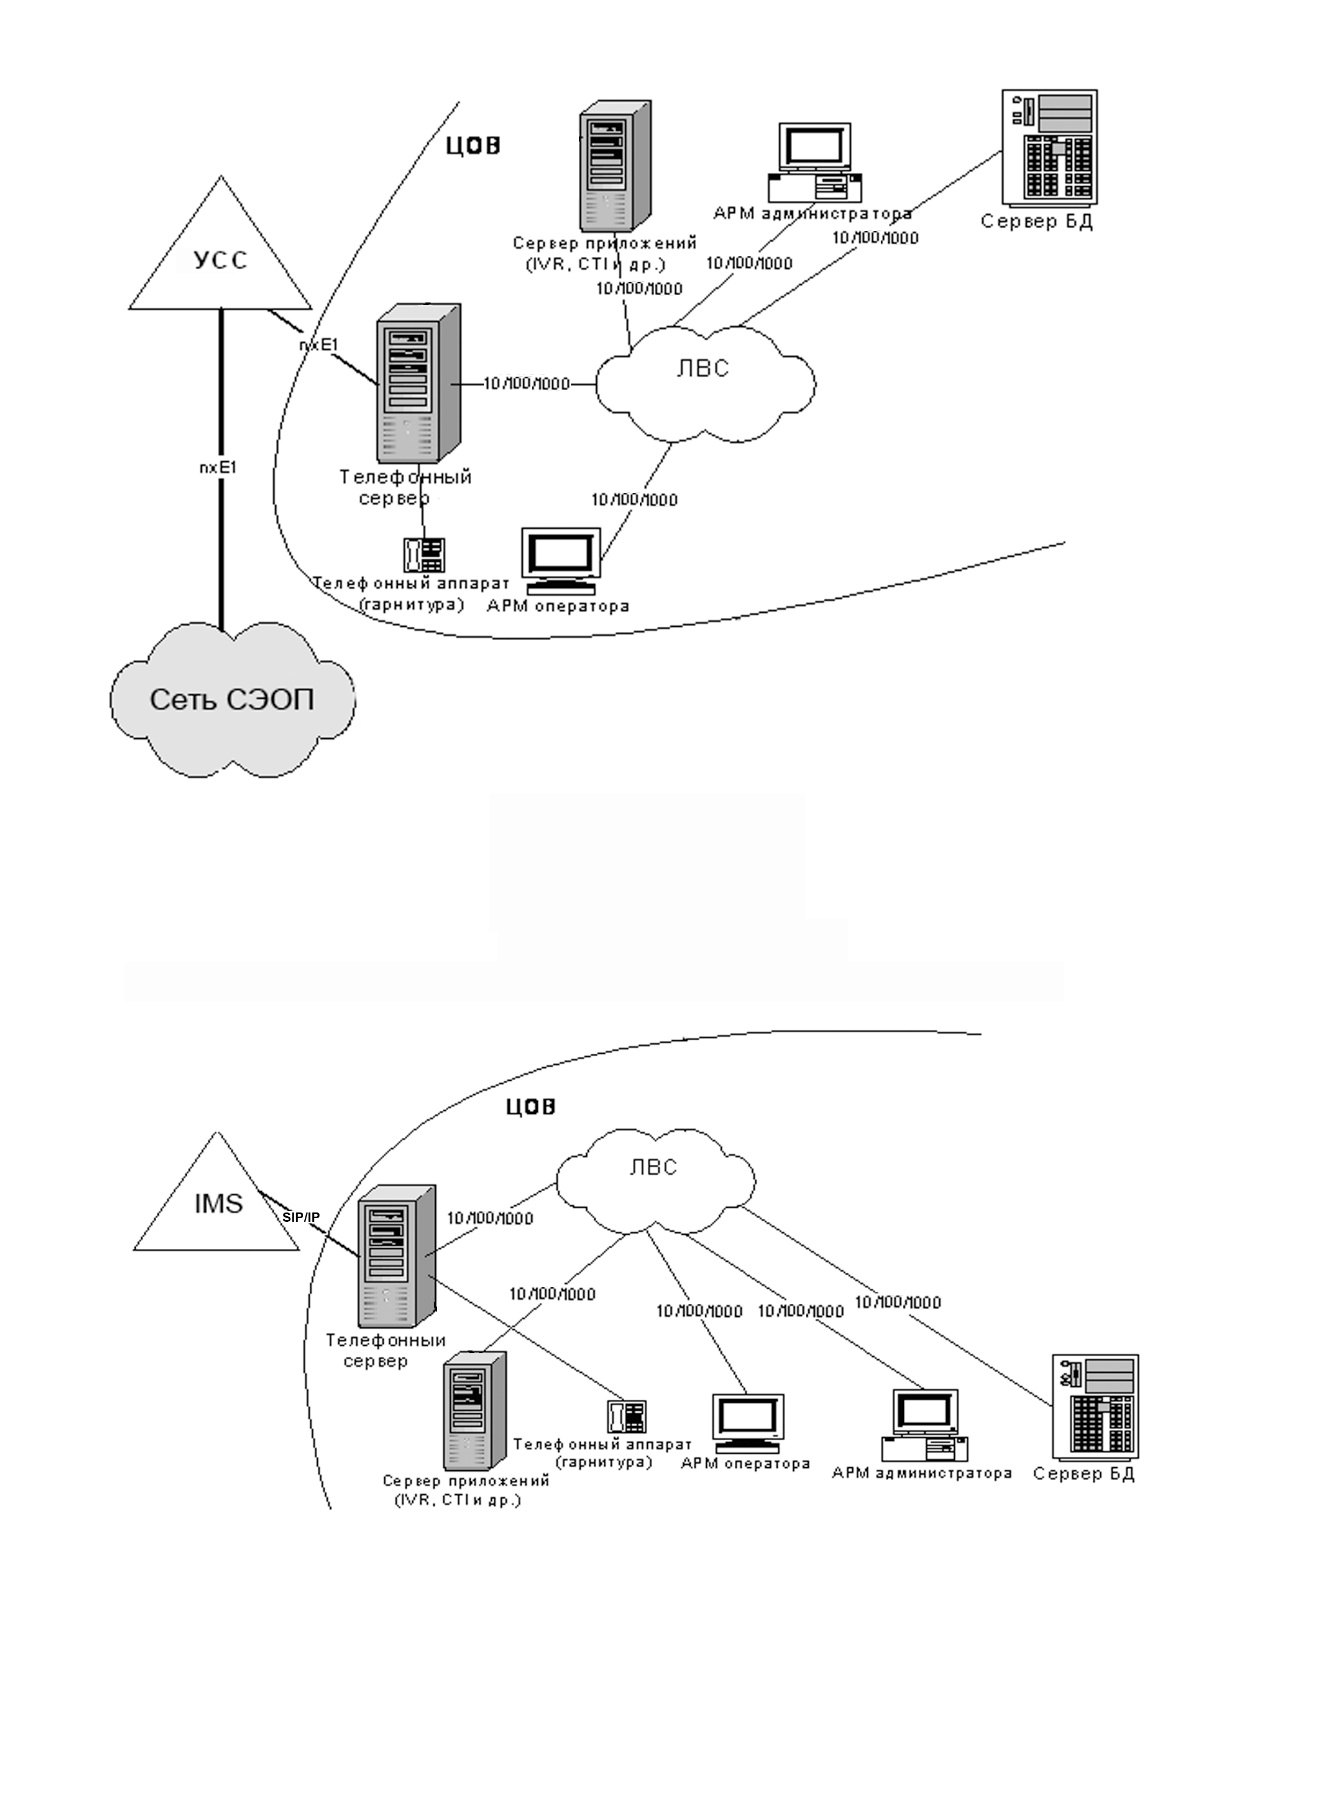 ЦОВ
УСС
Сервер приложений
(IVR, CTI и др.)
10/100/1000
АРМ администратора
10/100/1000
Сервер БД
10/100/1000
nxE1
ЛВС
10/100/1000
nxE1
Телефонный
сервер
10/100/1000
Телефонный аппарат
(гарнитура)
АРМ оператора
Сеть СЭОП
ЦОВ
ЛВС
IMS
SIP/IP
10/100/1000
10/100/1000
10/100/1000
10/100/1000
10/100/1000
Телефонный
сервер
Телефонный аппарат
(гарнитура)
АРМ оператора
АРМ администратора
Сервер БД
Сервер приложений
(IVR, CTI и др.)